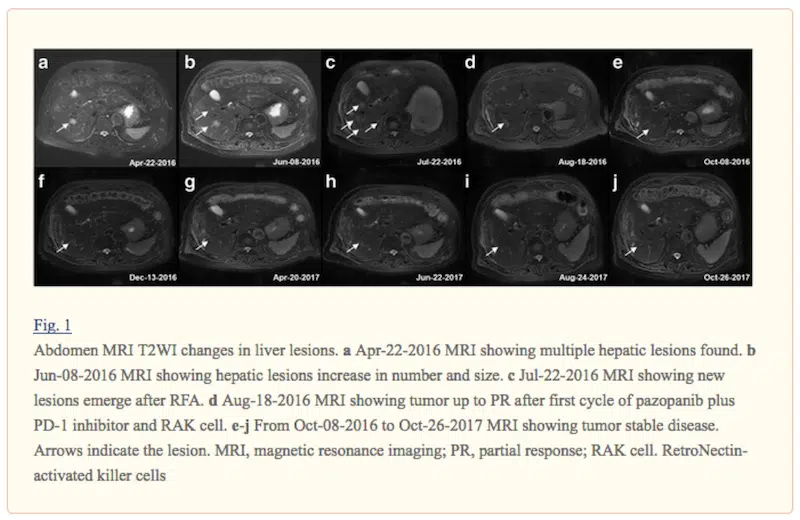 a
b
c
d
e
Apr-22-2016
Jun-08-2016
Jul-22-2016
Aug-18-2016
Oct-08-2016
f
g
h
i
j
Dec-13-2016
Apr-20-2017
Jun-22-2017
Aug-24-2017
Oct-26-2017
Fig. 1
Abdomen MRI T2WI changes in liver lesions. a Apr-22-2016 MRI showing multiple hepatic lesions found. b
Jun-08-2016 MRI showing hepatic lesions increase in number and size. c Jul-22-2016 MRI showing new
lesions emerge after RFA. d Aug-18-2016 MRI showing tumor up to PR after first cycle of pazopanib plus
PD-1 inhibitor and RAK cell. e-j From Oct-08-2016 to Oct-26-2017 MRI showing tumor stable disease.
Arrows indicate the lesion. MRI, magnetic resonance imaging; PR, partial response; RAK cell. RetroNectin-
activated killer cells